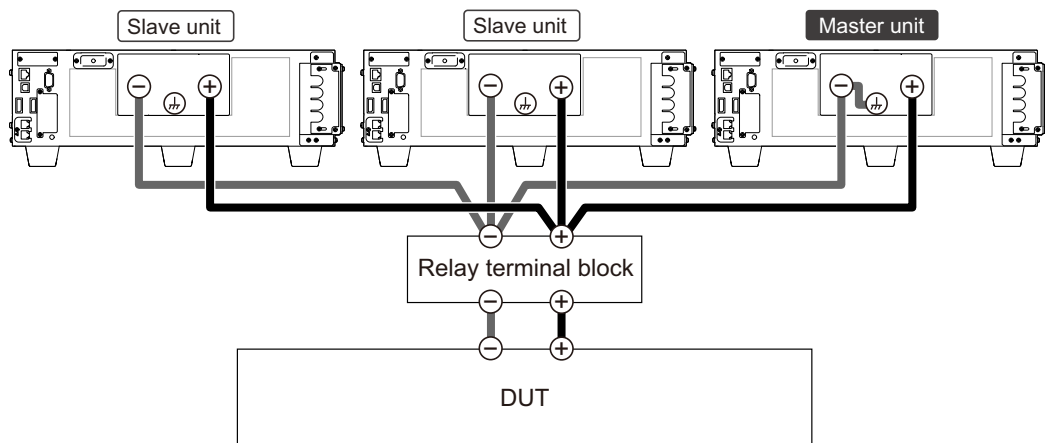 Slave unit
Slave unit
Master unit
− +
− +
− +
− +
Relay terminal block
− +
− +
DUT